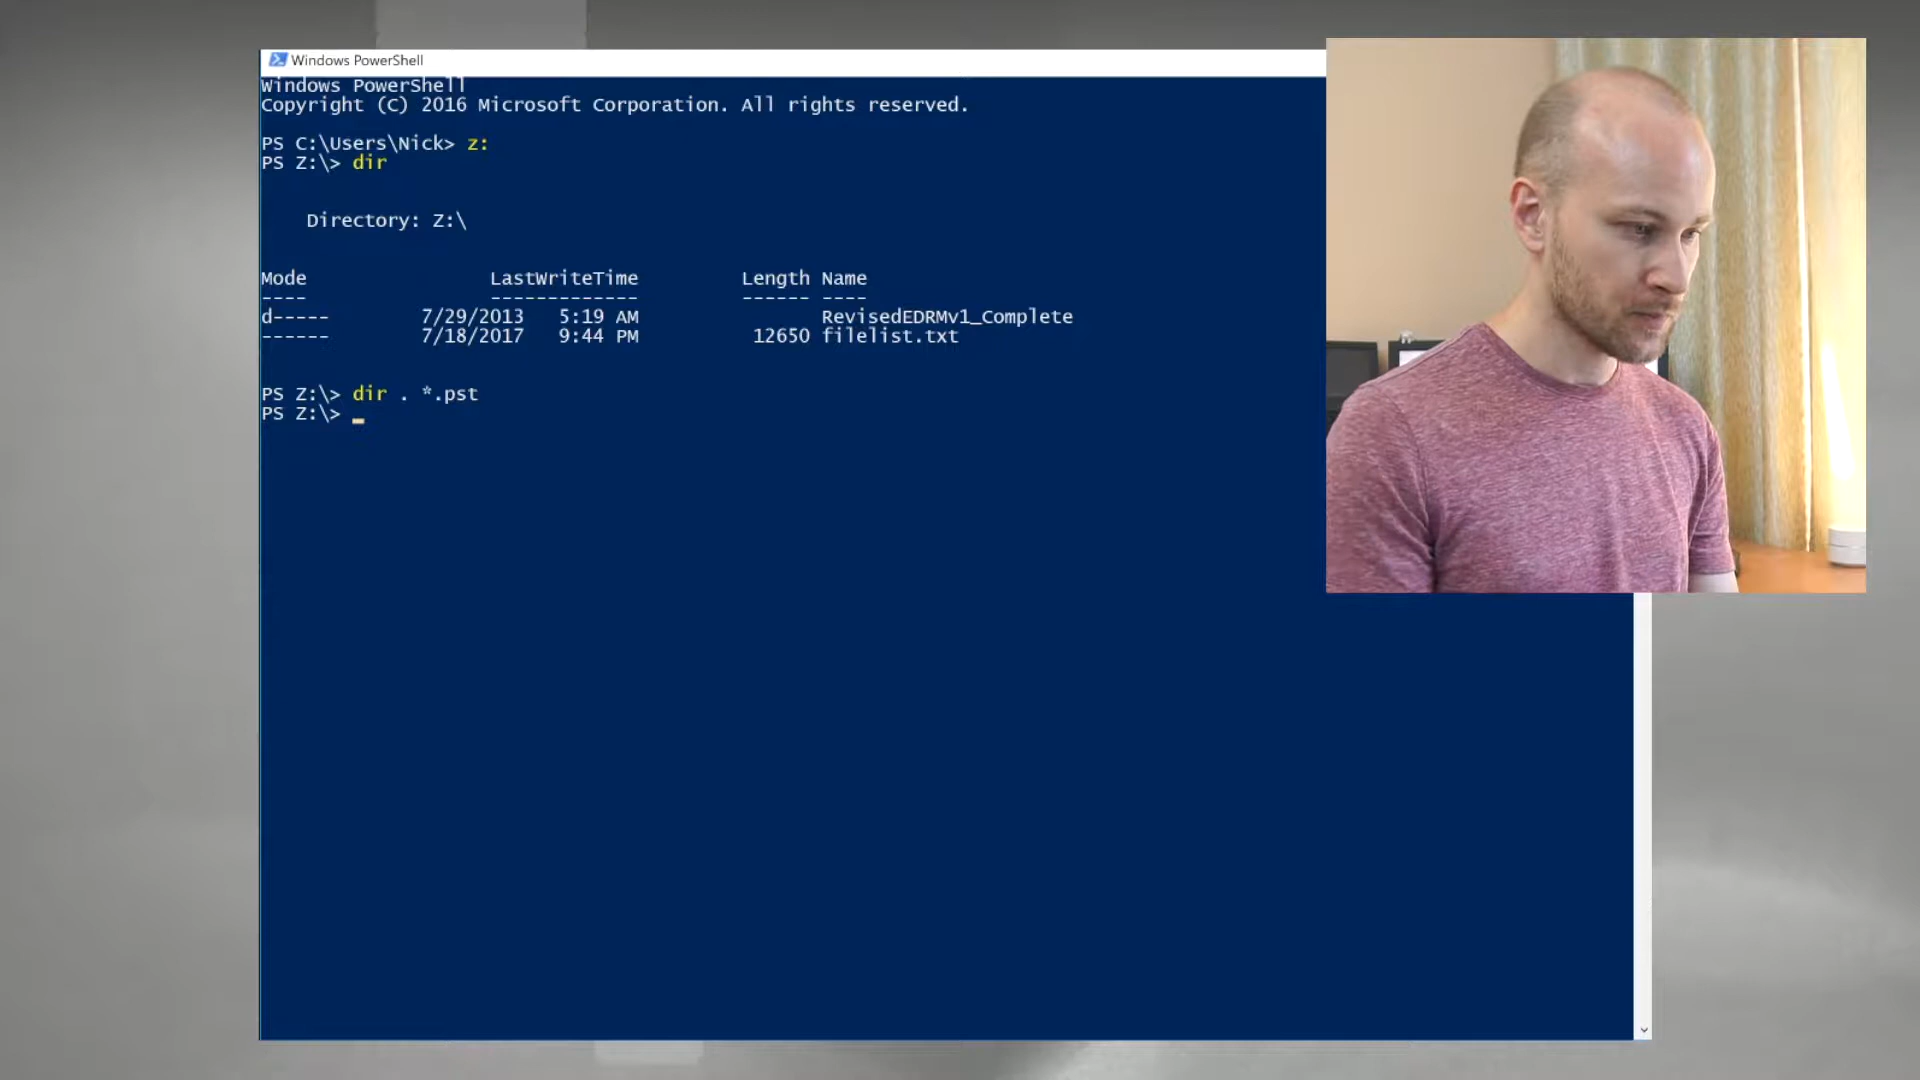 Windows PowerShell
Windows PowerShell
Copyright (C) 2016 Microsoft Corporation. All rights reserved.
PS C:\Users\Nick> z:
PS Z:\> dir
Directory: Z:\
Mode LastWriteTime Length Name
---- ------------- ------ ----
d----- 7/29/2013 5:19 AM RevisedEDRMv1_Complete
------ 7/18/2017 9:44 PM 12650 filelist.txt
PS Z:\> dir . *.pst
PS Z:\> _